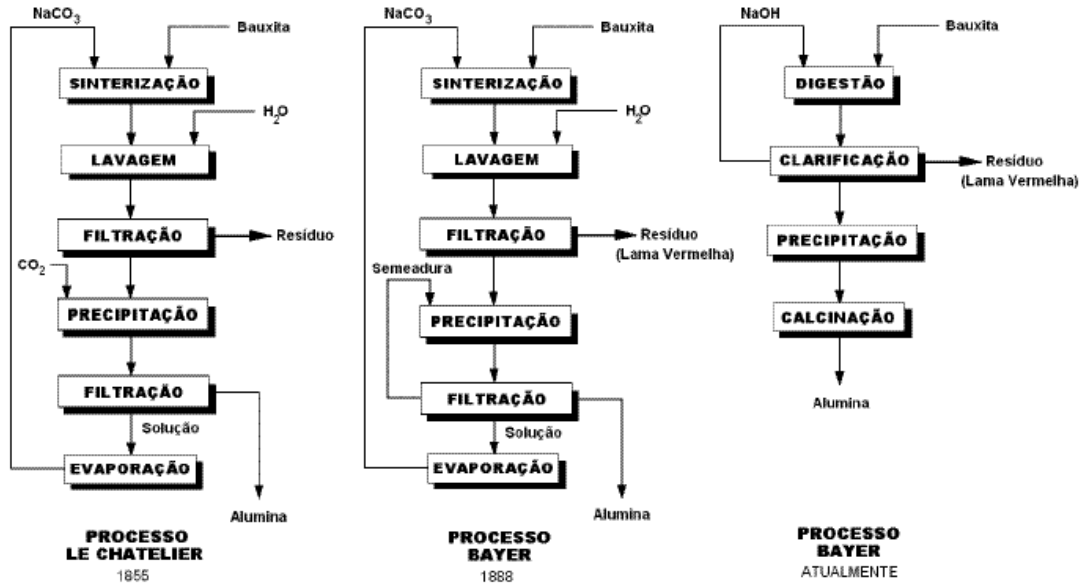 NaCO3
Bauxita
SINTERIZAÇÃO
H2O
LAVAGEM
FILTRAÇÃO
Resíduo
CO2
PRECIPITAÇÃO
FILTRAÇÃO
Solução
EVAPORAÇÃO
Alumina
PROCESSO
LE CHATELIER
1855
NaCO3
Bauxita
SINTERIZAÇÃO
H2O
LAVAGEM
FILTRAÇÃO
Resíduo
(Lama Vermelha)
Semeadura
PRECIPITAÇÃO
FILTRAÇÃO
Solução
EVAPORAÇÃO
Alumina
PROCESSO
BAYER
1888
NaOH
Bauxita
DIGESTÃO
CLARIFICAÇÃO
Resíduo
(Lama Vermelha)
PRECIPITAÇÃO
CALCINAÇÃO
Alumina
PROCESSO
BAYER
ATUALMENTE